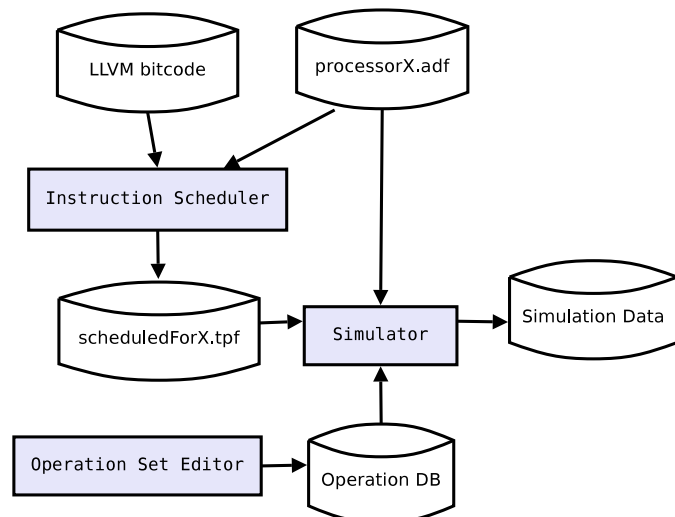 LLVM bitcode
processorX.adf
Instruction Scheduler
scheduledForX.tpf
Simulator
Simulation Data
Operation Set Editor
Operation DB